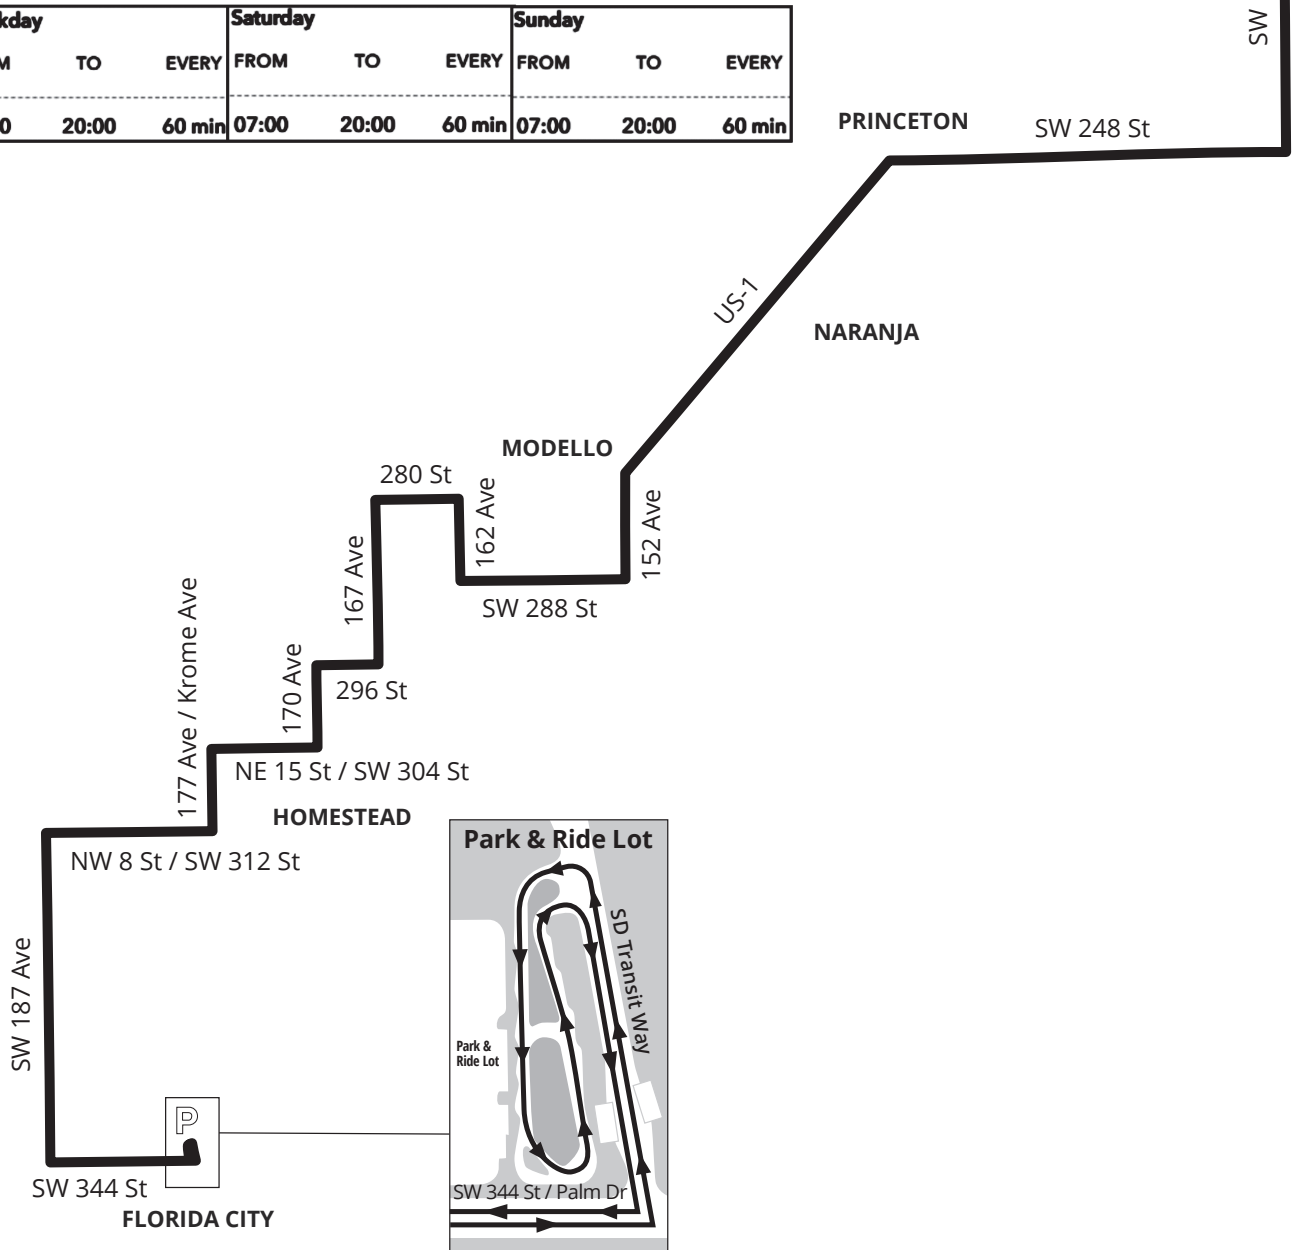 kday Saturday Sunday
M TO EVERY FROM TO EVERY FROM TO EVERY
0 20:00 60 min 07:00 20:00 60 min 07:00 20:00 60 min
SW
PRINCETON
SW 248 St
US-1
NARANJA
MODELLO
280 St
162 Ave
152 Ave
167 Ave
SW 288 St
177 Ave / Krome Ave
170 Ave
296 St
NE 15 St / SW 304 St
HOMESTEAD
NW 8 St / SW 312 St
SW 187 Ave
P
SW 344 St
FLORIDA CITY
Park & Ride Lot
SD Transit Way
Park &
Ride Lot
SW 344 St / Palm Dr